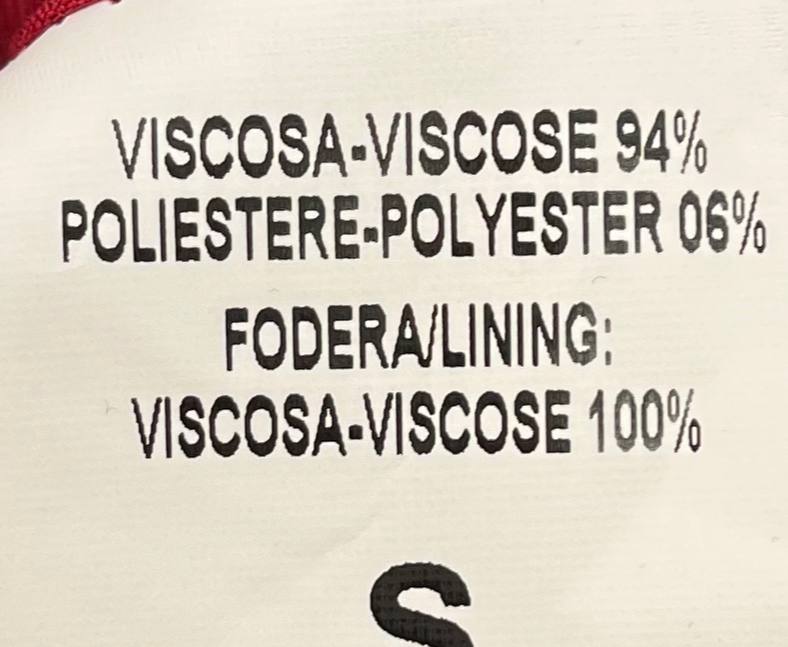 VISCOSA-VISCOSE 94%
POLIESTERE-POLYESTER 06%
FODERA/LINING:
VISCOSA-VISCOSE 100%
S